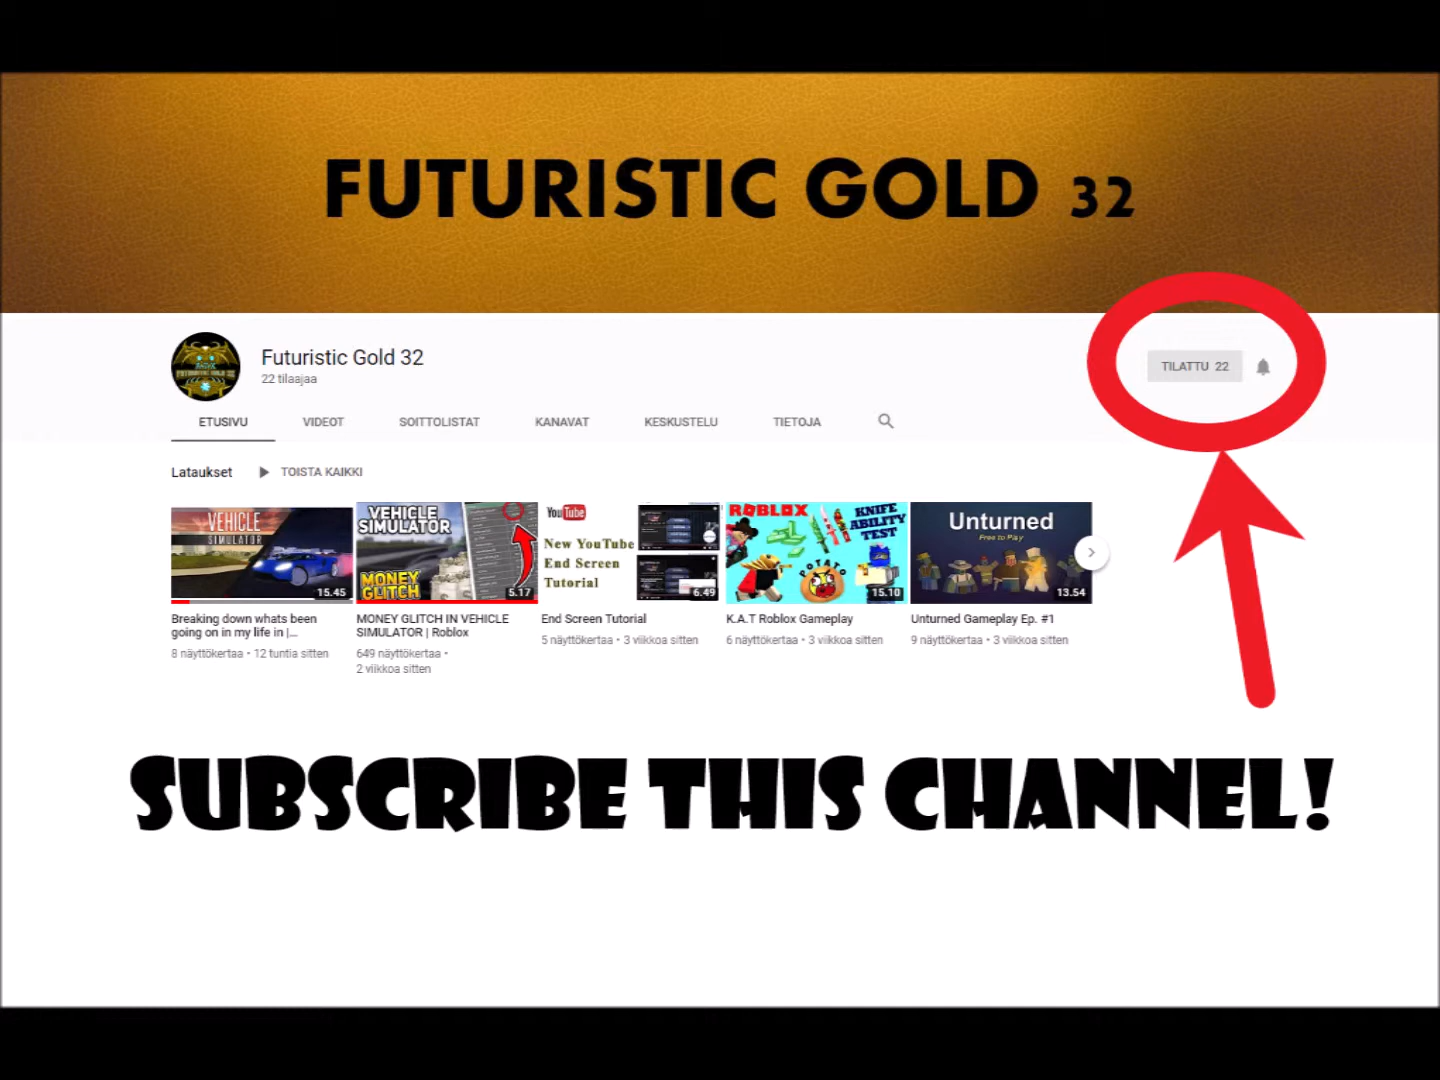 FUTURISTIC GOLD 32
Futuristic Gold 32
22 tilaajaa
TILATTU 22
ETUSIVU VIDEOT SOITTOLISTAT KANAVAT KESKUSTELU TIETOJA
Lataukset TOISTA KAIKKI
VEHICLE
SIMULATOR
15.45
VEHICLE
SIMULATOR
MONEY
GLITCH
5.17
YouTube
New YouTube
End Screen
Tutorial
6.49
ROBLOX
KNIFE
ABILITY
TEST
POTATO
15.10
Unturned
Free to Play
13.54
Breaking down whats been
going on in my life in |...
8 näyttökertaa • 12 tuntia sitten
MONEY GLITCH IN VEHICLE
SIMULATOR | Roblox
649 näyttökertaa •
2 viikkoa sitten
End Screen Tutorial
5 näyttökertaa • 3 viikkoa sitten
K.A.T Roblox Gameplay
6 näyttökertaa • 3 viikkoa sitten
Unturned Gameplay Ep. #1
9 näyttökertaa • 3 viikkoa sitten
SUBSCRIBE THIS CHANNEL!